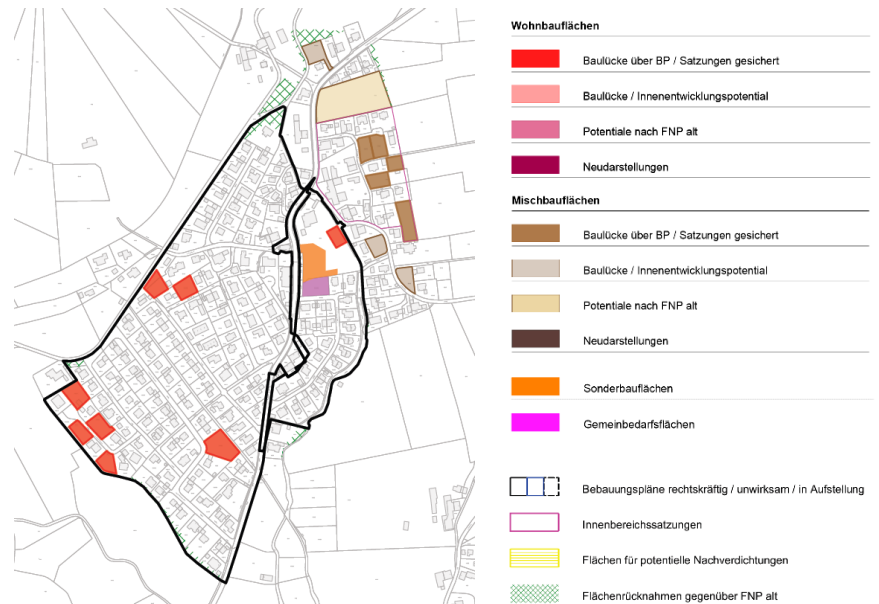 Wohnbauflächen
Baulücke über BP / Satzungen gesichert
Baulücke / Innenentwicklungspotential
Potentiale nach FNP alt
Neudarstellungen
Mischbauflächen
Baulücke über BP / Satzungen gesichert
Baulücke / Innenentwicklungspotential
Potentiale nach FNP alt
Neudarstellungen
Sonderbauflächen
Gemeinbedarfsflächen
Bebauungspläne rechtskräftig / unwirksam / in Aufstellung
Innenbereichssatzungen
Flächen für potentielle Nachverdichtungen
Flächenrücknahmen gegenüber FNP alt